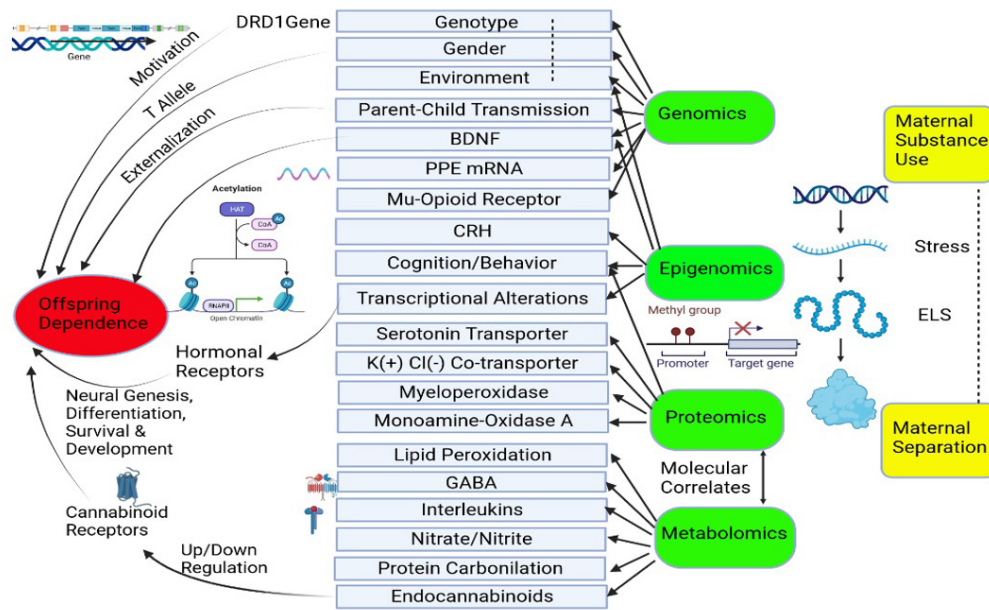 DRD1Gene
Gene
Motivation
T Allele
Externalization
Genotype
Gender
Environment
Parent-Child Transmission
BDNF
PPE mRNA
Mu-Opioid Receptor
CRH
Cognition/Behavior
Transcriptional Alterations
Serotonin Transporter
K(+) Cl(-) Co-transporter
Myeloperoxidase
Monoamine-Oxidase A
Lipid Peroxidation
GABA
Interleukins
Nitrate/Nitrite
Protein Carbonilation
Endocannabinoids
Acetylation
HAT
Ac
CoA
CoA
Ac
Ac
RNAPII
Open Chromatin
Offspring
Dependence
Hormonal
Receptors
Neural Genesis,
Differentiation,
Survival &
Development
Cannabinoid
Receptors
Up/Down
Regulation
Genomics
Epigenomics
Methyl group
Promoter
Target gene
Proteomics
Molecular
Correlates
Metabolomics
Maternal
Substance
Use
Stress
ELS
Maternal
Separation